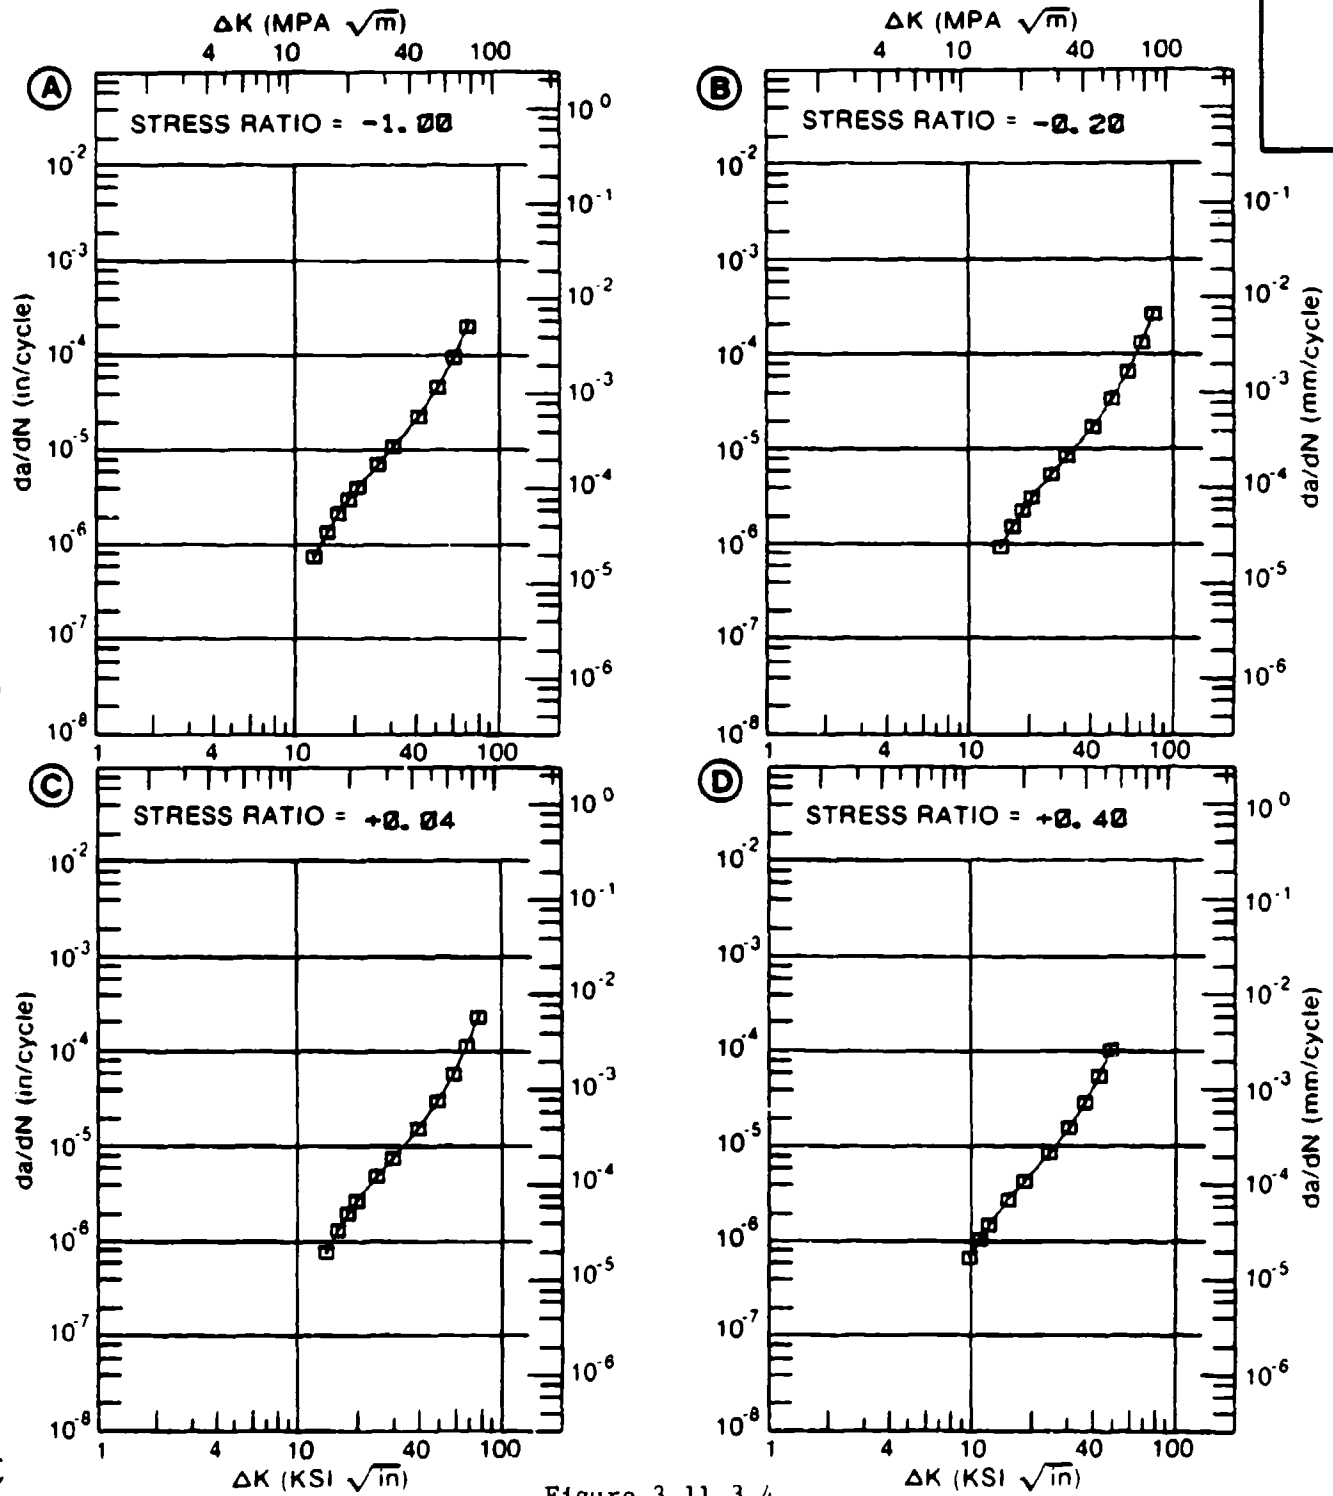 ΔK (MPA √m)
4 10 40 100
A
STRESS RATIO = -1.00
10^0
10^-1
10^-2
10^-3
10^-4
10^-5
10^-6
10^-2
10^-3
10^-4
10^-5
10^-6
10^-7
10^-8
da/dN (in/cycle)
1 4 10 40 100
ΔK (MPA √m)
4 10 40 100
B
STRESS RATIO = -0.20
10^-2
10^-3
10^-4
10^-5
10^-6
10^-7
10^-8
10^-1
10^-2
10^-3
10^-4
10^-5
10^-6
da/dN (mm/cycle)
1 4 10 40 100
C
STRESS RATIO = +0.04
10^0
10^-1
10^-2
10^-3
10^-4
10^-5
10^-6
10^-2
10^-3
10^-4
10^-5
10^-6
10^-7
10^-8
da/dN (in/cycle)
1 4 10 40 100
ΔK (KSI √in)
D
STRESS RATIO = +0.40
10^-2
10^-3
10^-4
10^-5
10^-6
10^-7
10^-8
10^0
10^-1
10^-2
10^-3
10^-4
10^-5
10^-6
da/dN (mm/cycle)
1 4 10 40 100
ΔK (KSI √in)
Figure 3.11.3.4